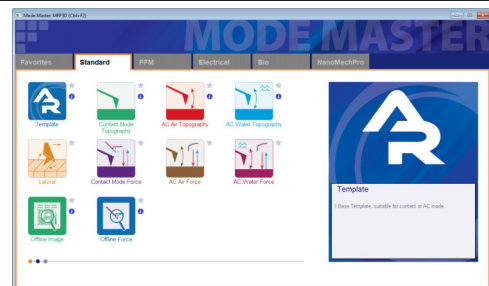 Mode Master MFP3D (Ctrl+F2)
MODE MASTER
Favorites Standard PFM Electrical Bio NanoMechPro
Template Contact Mode Topography AC Air Topography AC Water Topography
Lateral Contact Mode Force AC Air Force AC Water Force
Offline Image Offline Force
AR
Template
Base Template, suitable for contact or AC mode.